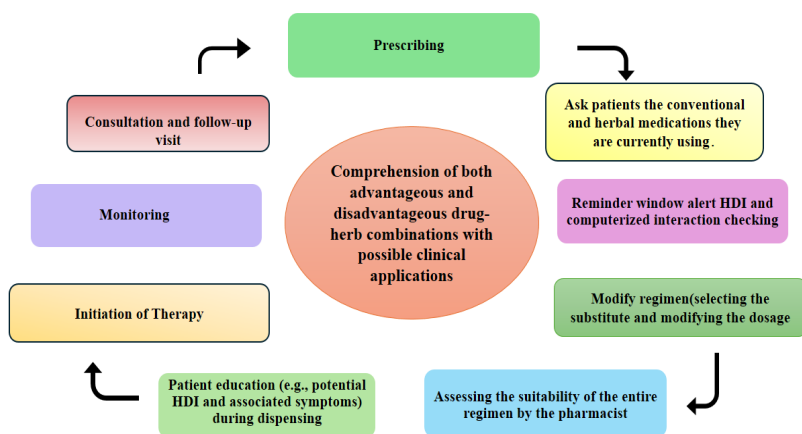 Prescribing
Ask patients the conventional
and herbal medications they
are currently using.
Reminder window alert HDI and
computerized interaction checking
Modify regimen(selecting the
substitute and modifying the dosage
Assessing the suitability of the entire
regimen by the pharmacist
Patient education (e.g., potential
HDI and associated symptoms)
during dispensing
Initiation of Therapy
Monitoring
Consultation and follow-up
visit
Comprehension of both
advantageous and
disadvantageous drug-
herb combinations with
possible clinical
applications